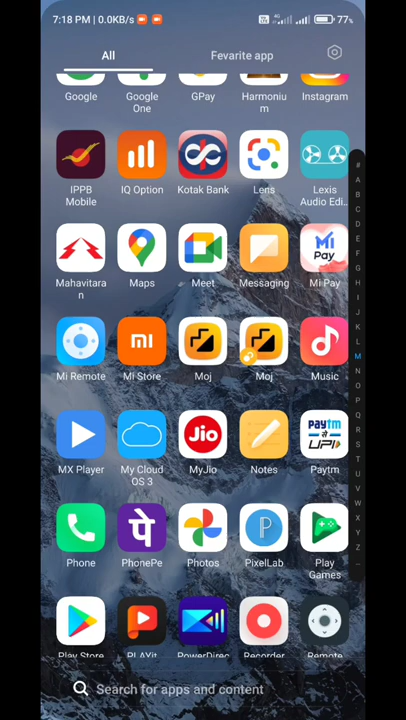 7:18 PM | 0.0KB/s 77%
All Fevarite app
Google Google One GPay Harmoniu m Instagram
IPPB Mobile IQ Option Kotak Bank Lens Lexis Audio Edi..
Mahavitara n Maps Meet Messaging Mi Pay
Mi Remote Mi Store Moj Moj Music
MX Player My Cloud OS 3 MyJio Notes Paytm
Phone PhonePe Photos PixelLab Play Games
Play Store PLAYit PowerDirec Recorder Remote
Search for apps and content
#
A
B
C
D
E
F
G
H
I
J
K
L
M
N
O
P
Q
R
S
T
U
V
W
X
Y
Z